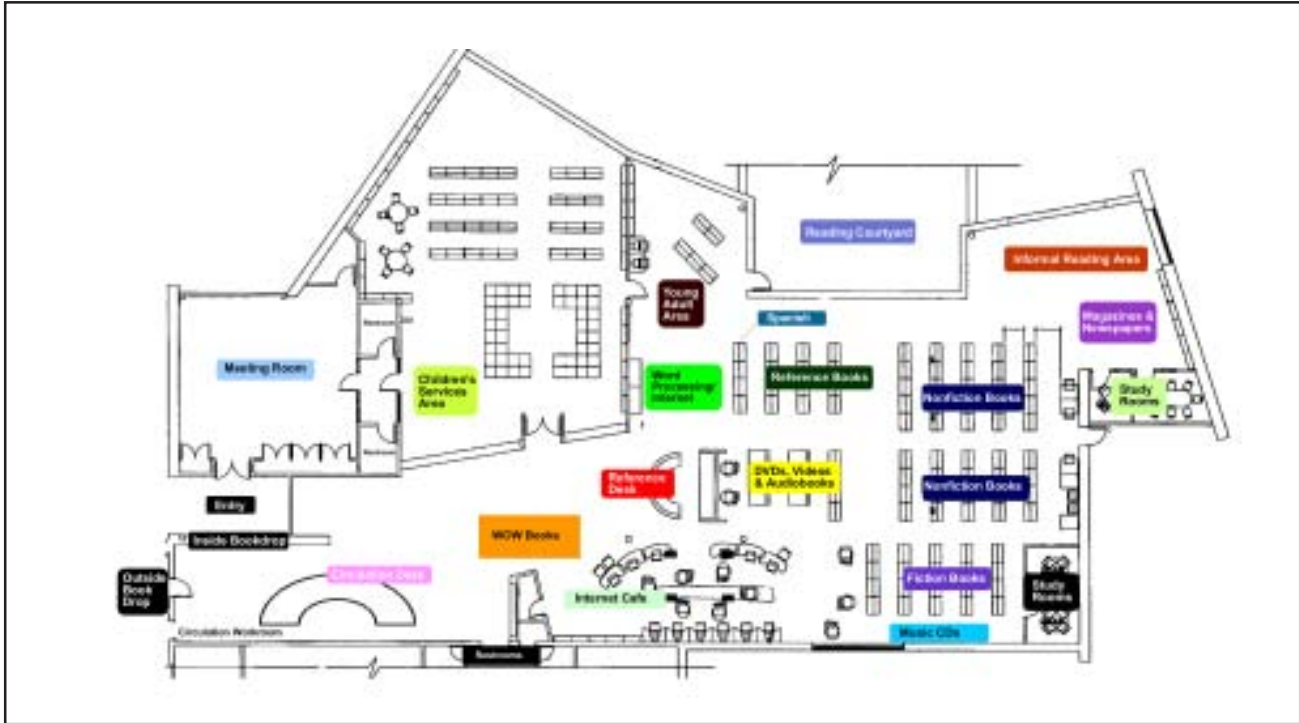 Reading Courtyard
Informal Reading Area
Young
Adult
Area
Magazines &
Newspapers
Spanish
Meeting Room
Children's
Services
Area
Word
Processing/
Internet
Reference Books
Nonfiction Books
Study
Rooms
Reference
Desk
DVDs, Videos
& Audiobooks
Nonfiction Books
Entry
WOW Books
Inside Bookdrop
Outside
Book
Drop
Circulation Desk
Internet Cafe
Fiction Books
Study
Rooms
Circulation Workroom
Music CDs
Restrooms